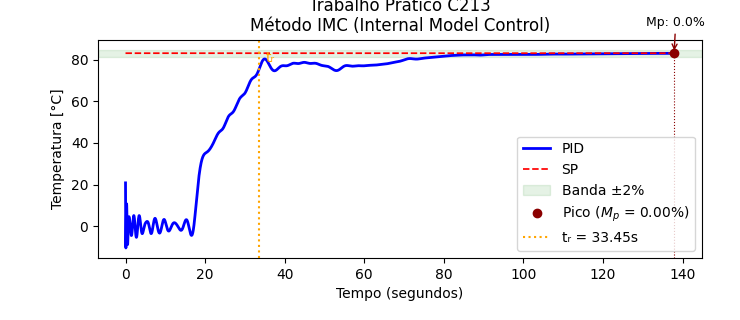 Trabalho Prático C213
Método IMC (Internal Model Control)
Mp: 0.0%
Temperatura [°C]
80
60
40
20
0
PID
SP
Banda ±2%
Pico (Mp = 0.00%)
tᵣ = 33.45s
0 20 40 60 80 100 120 140
Tempo (segundos)